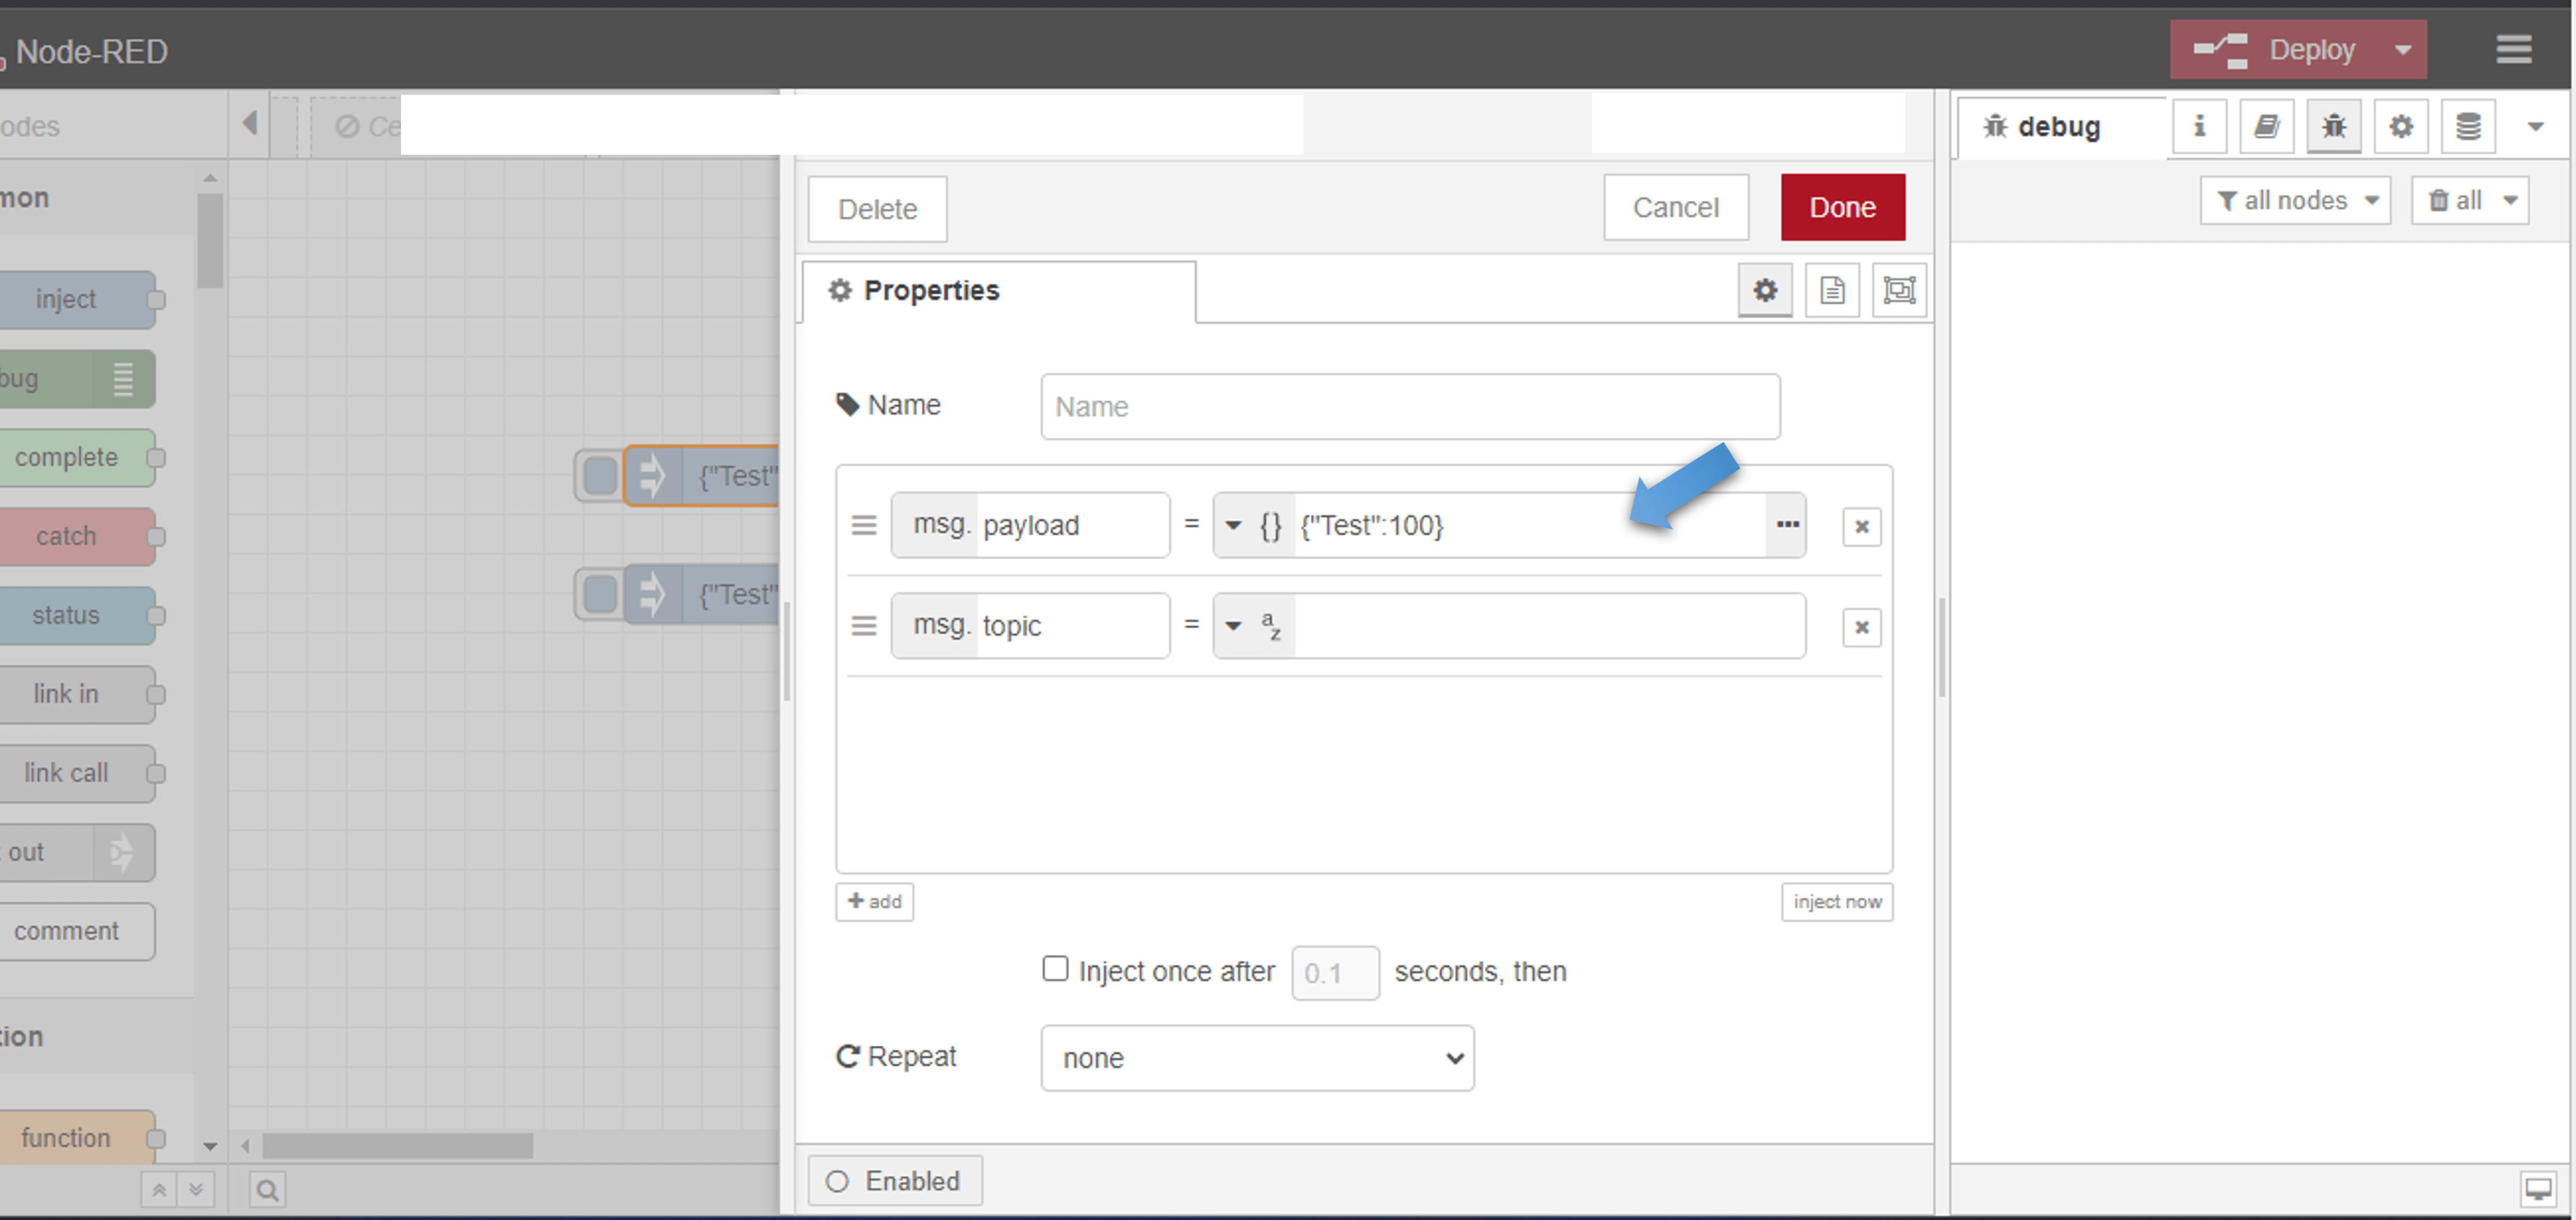 Node-RED
Deploy
odes
Ce
debug
i
mon
Delete
Cancel
Done
all nodes
all
Properties
inject
bug
Name
Name
complete
{"Test"
msg. payload = {} {"Test":100} •••
catch
{"Test"
msg. topic = a z
status
link in
link call
out
+ add
inject now
comment
Inject once after 0.1 seconds, then
tion
Repeat
none
function
Enabled